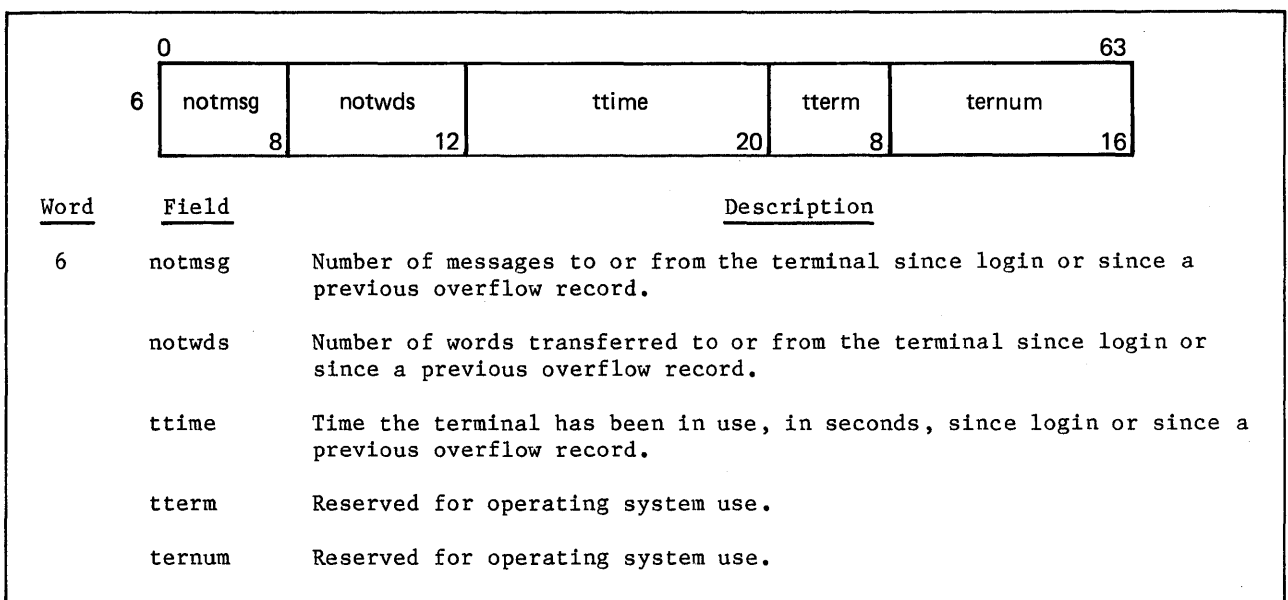 0 63
6 notmsg notwds ttime tterm ternum
8 12 20 8 16
Word Field Description
6 notmsg Number of messages to or from the terminal since login or since a
previous overflow record.
notwds Number of words transferred to or from the terminal since login or
since a previous overflow record.
ttime Time the terminal has been in use, in seconds, since login or since a
previous overflow record.
tterm Reserved for operating system use.
ternum Reserved for operating system use.